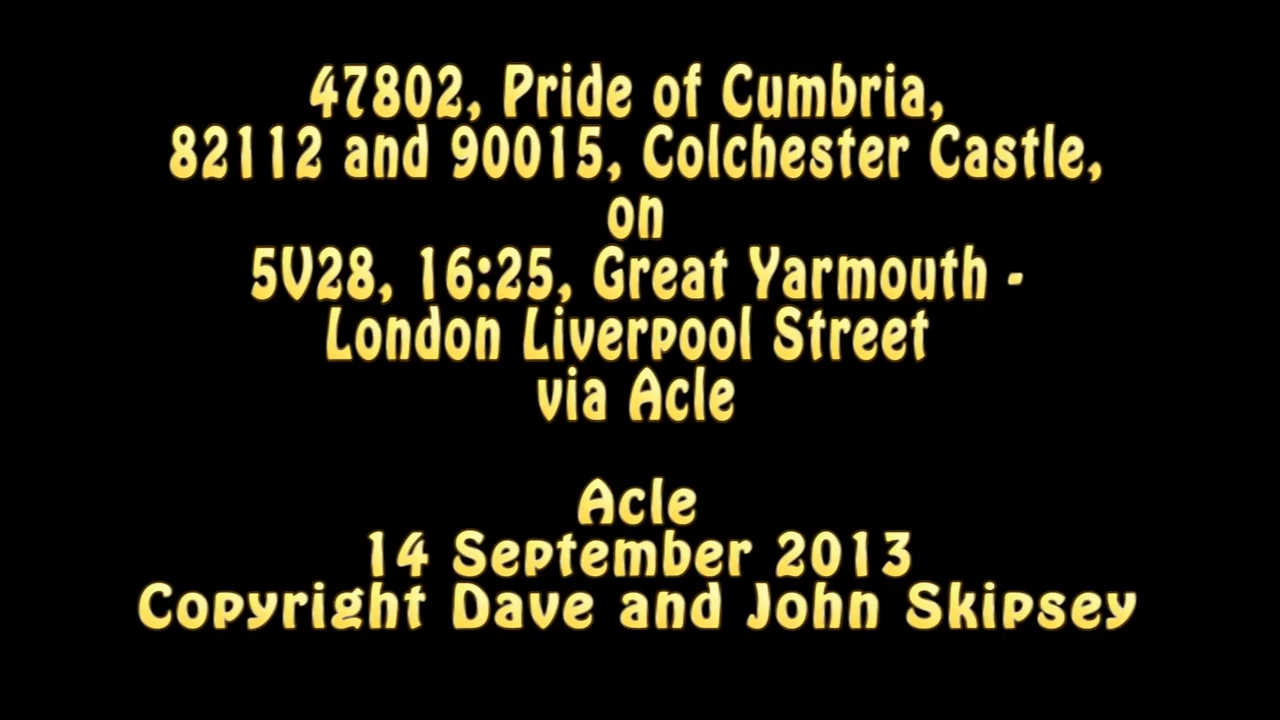 47802, Pride of Cumbria,
82112 and 90015, Colchester Castle,
on
5V28, 16:25, Great Yarmouth -
London Liverpool Street
via Acle
Acle
14 September 2013
Copyright Dave and John Skipsey